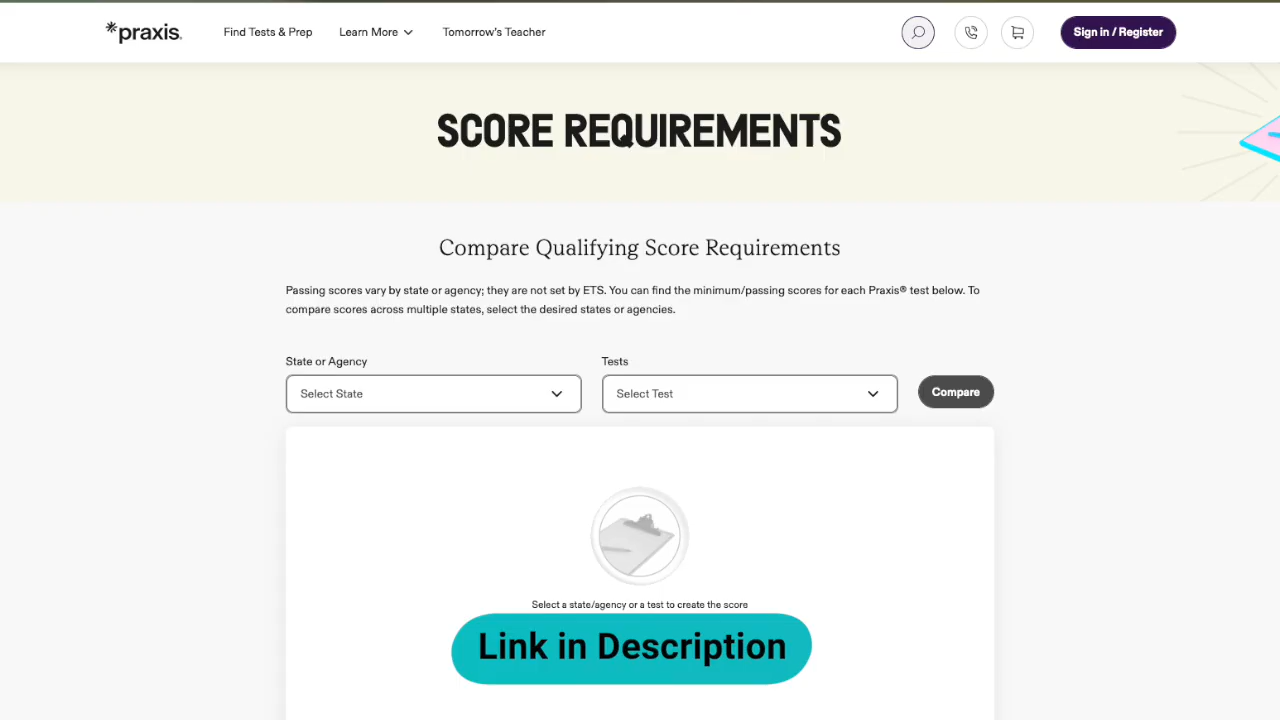 *praxis.
Find Tests & Prep
Learn More
Tomorrow's Teacher
Sign in / Register
SCORE REQUIREMENTS
Compare Qualifying Score Requirements
Passing scores vary by state or agency; they are not set by ETS. You can find the minimum/passing scores for each Praxis® test below. To
compare scores across multiple states, select the desired states or agencies.
State or Agency
Tests
Select State
Select Test
Compare
Select a state/agency or a test to create the score
Link in Description